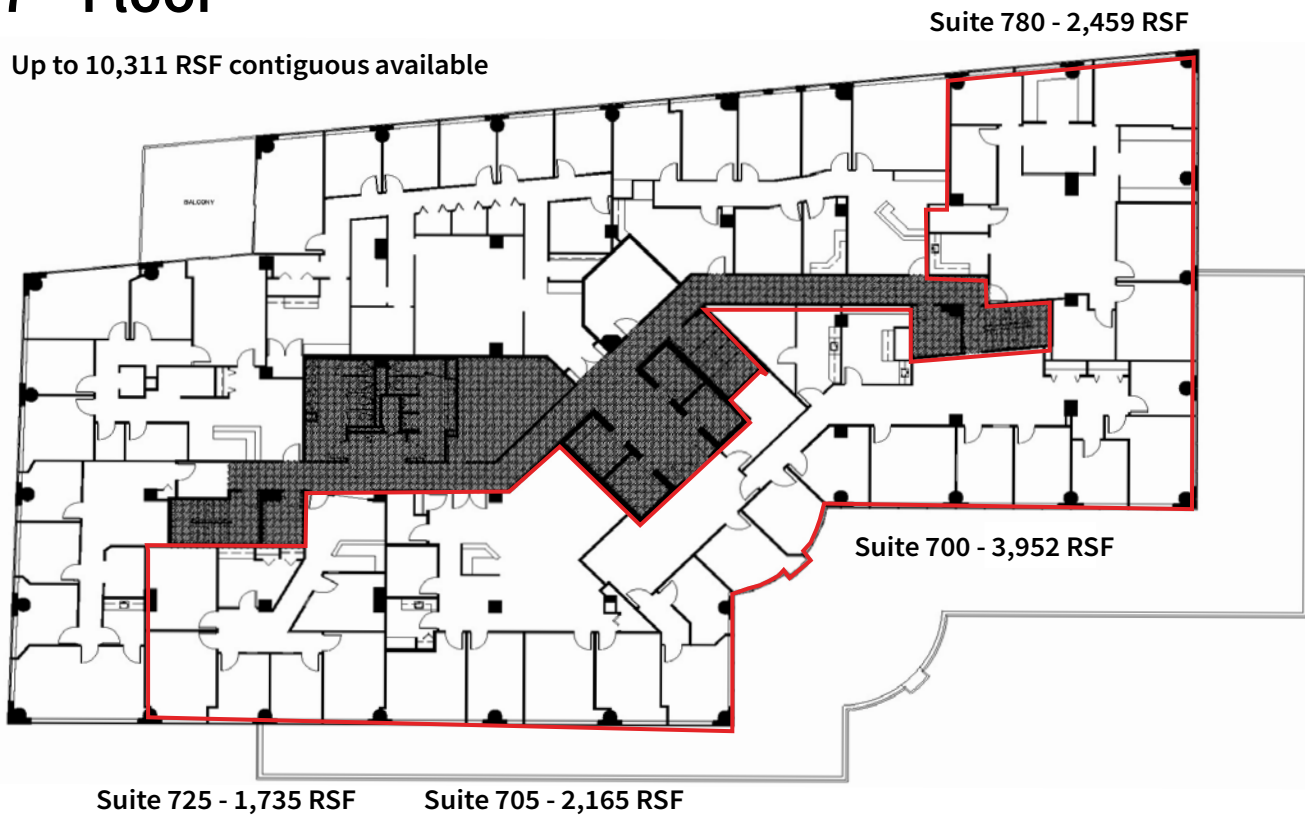 Floor
Suite 780 - 2,459 RSF
Up to 10,311 RSF contiguous available
BALCONY
Suite 700 - 3,952 RSF
Suite 725 - 1,735 RSF
Suite 705 - 2,165 RSF